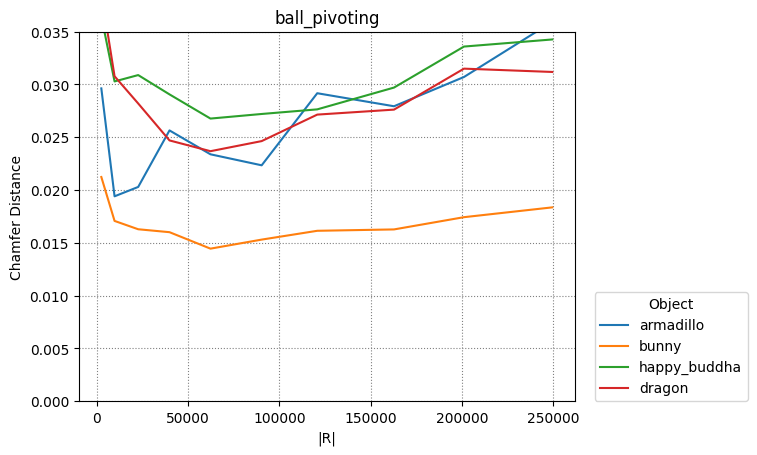 ball_pivoting
Chamfer Distance
0.035
0.030
0.025
0.020
0.015
0.010
0.005
0.000
0
50000
100000
150000
200000
250000
|R|
Object
armadillo
bunny
happy_buddha
dragon